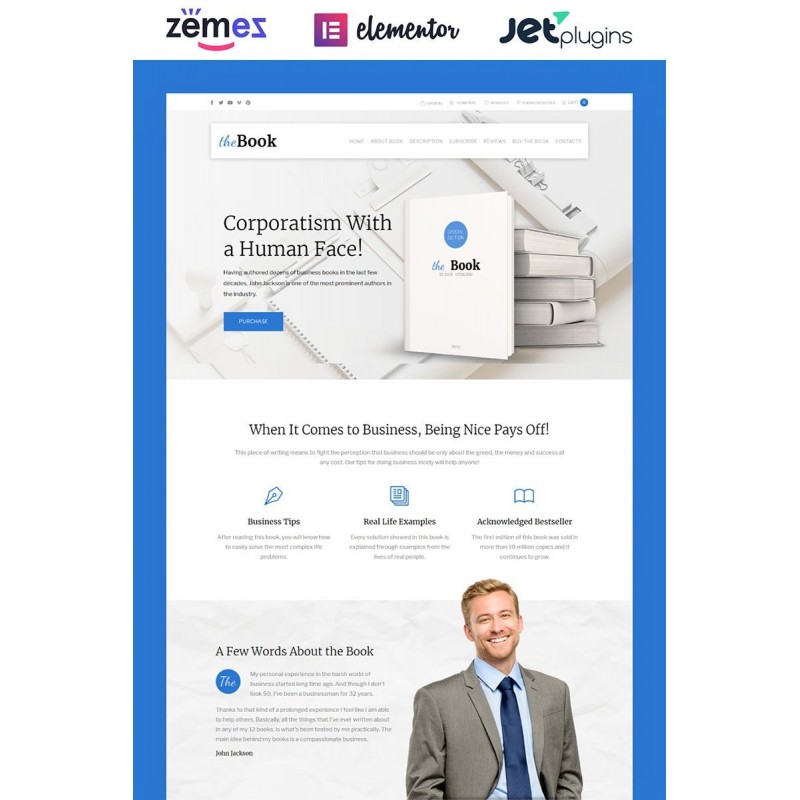 zemez
elementor
Jet plugins
the Book
HOME ABOUT BOOK DESCRIPTION SUBSCRIBE REVIEWS BUY THE BOOK CONTACTS
Corporatism With
a Human Face!
Having authored dozens of business books in the last few
decades, John Jackson is one of the most prominent authors in
the industry.
PURCHASE
the Book
When It Comes to Business, Being Nice Pays Off!
This piece of writing means to fight the perception that business should be only about the greed, the money and success at
any cost. Our tips for doing business nicely will help anyone!
Business Tips
Real Life Examples
Acknowledged Bestseller
After reading this book, you will know how
to easily solve the most complex life
problems.
Every solution showed in this book is
explained through examples from the
lives of real people.
The first edition of this book was sold in
more than 10 million copies and it
continues to grow.
A Few Words About the Book
The
My personal experience in the harsh world of
business started long time ago. And though I don't
look 50, I've been a businessman for 32 years.
Thanks to that kind of a prolonged experience I feel like I am able
to help others. Basically, all the things that I've ever written about
in any of my 12 books, is what's been tested by me practically. The
main idea behind my books is a compassionate business.
John Jackson